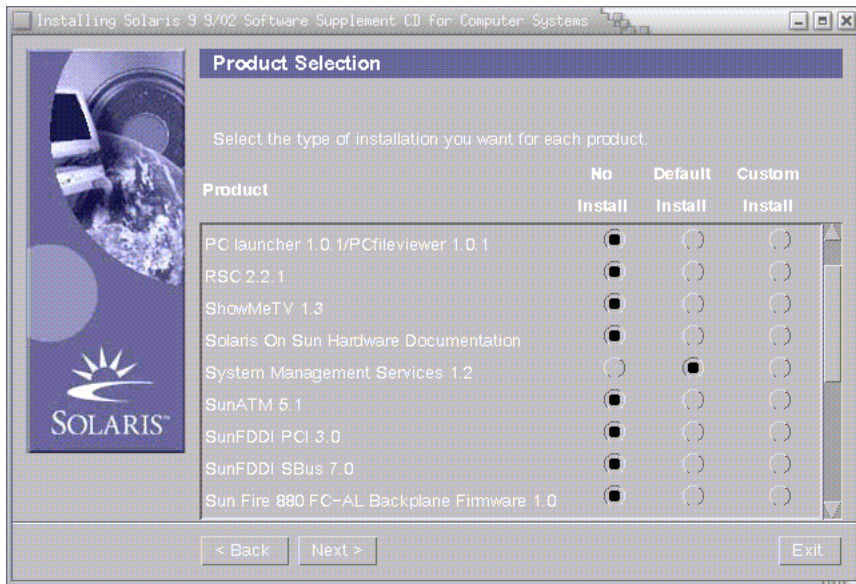 Installing Solaris 9 9/02 Software Supplement CD for Computer Systems
Product Selection
Select the type of installation you want for each product.
Product
No Install
Default Install
Custom Install
PC launcher 1.0.1/PCfileviewer 1.0.1
RSC 2.2.1
ShowMeTV 1.3
Solaris On Sun Hardware Documentation
System Management Services 1.2
SunATM 5.1
SunFDDI PCI 3.0
SunFDDI SBus 7.0
Sun Fire 880 FC-AL Backplane Firmware 1.0
SOLARIS™
< Back
Next >
Exit